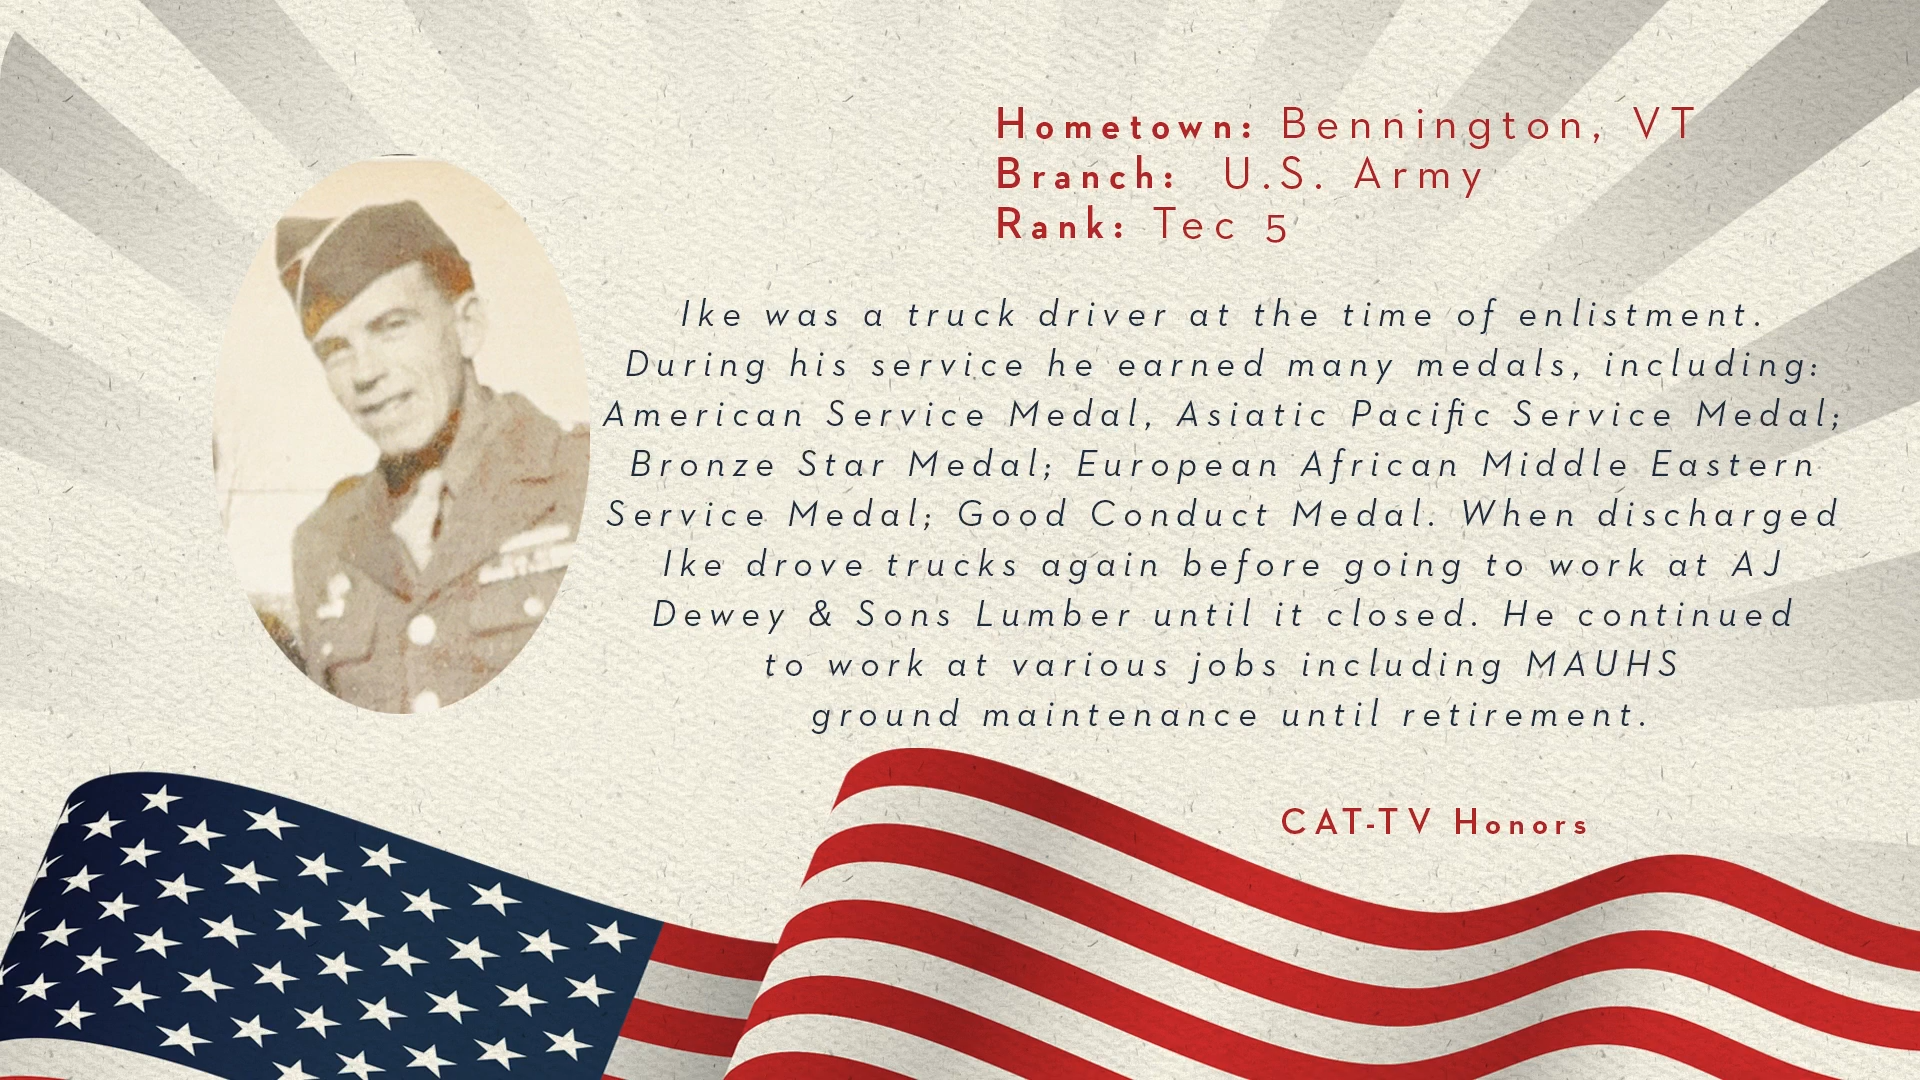 Hometown: Bennington, VT
Branch: U.S. Army
Rank: Tec 5
Ike was a truck driver at the time of enlistment.
During his service he earned many medals, including:
American Service Medal, Asiatic Pacific Service Medal;
Bronze Star Medal; European African Middle Eastern
Service Medal; Good Conduct Medal. When discharged
Ike drove trucks again before going to work at AJ
Dewey & Sons Lumber until it closed. He continued
to work at various jobs including MAUHS
ground maintenance until retirement.
CAT-TV Honors